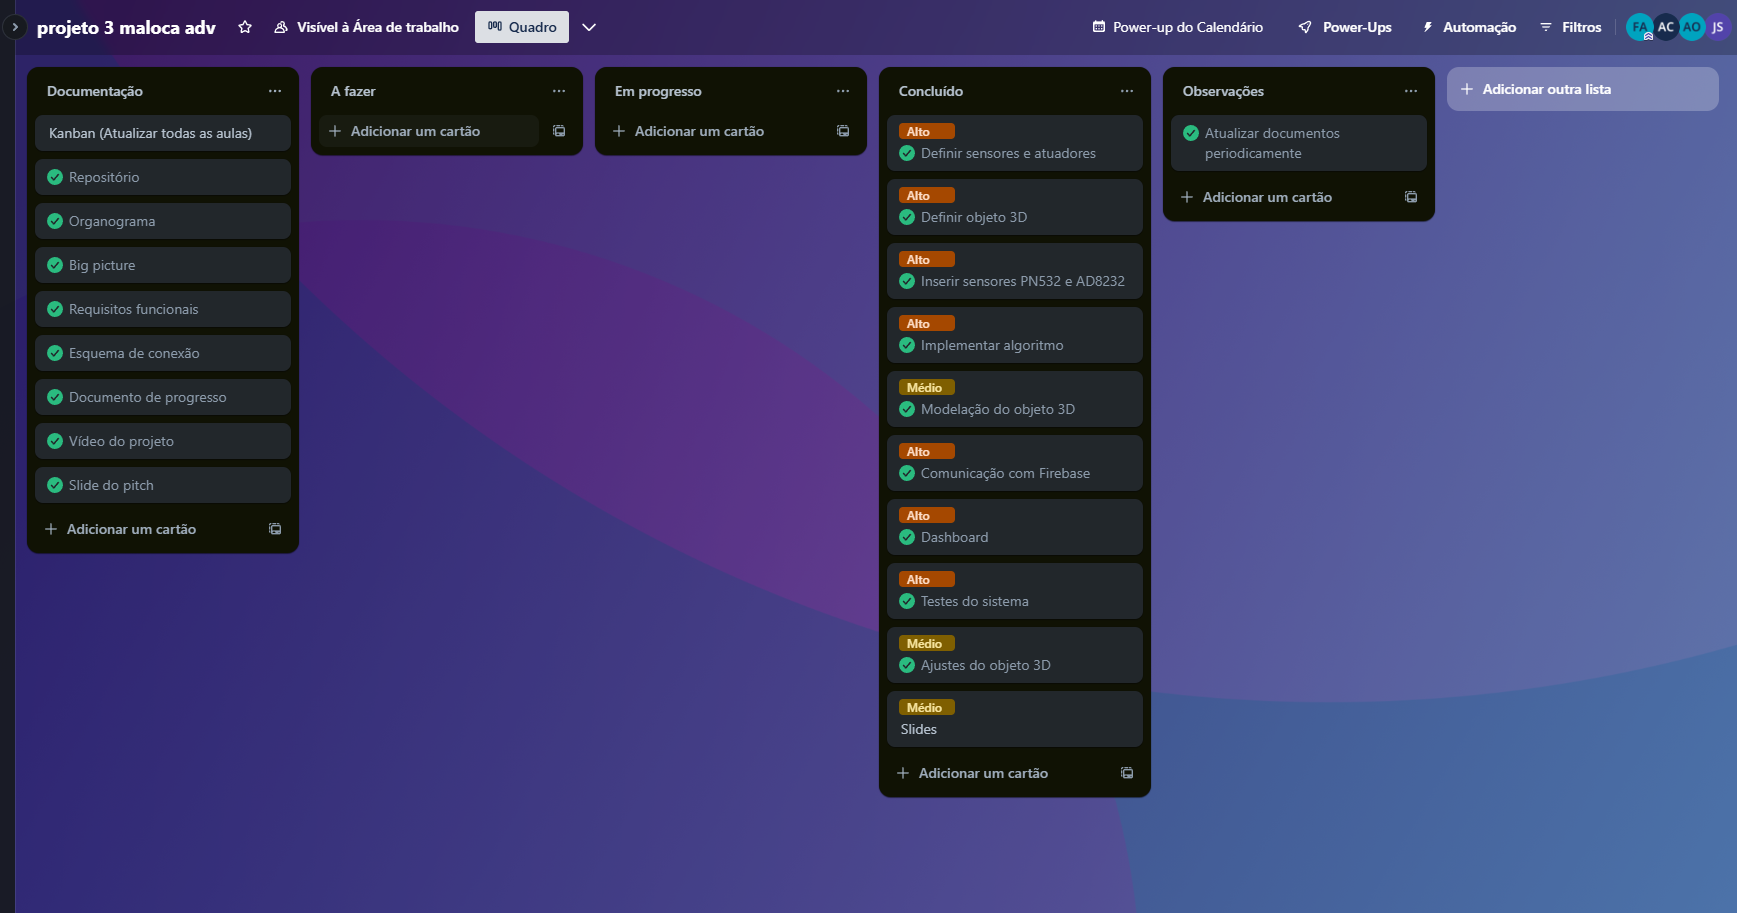 projeto 3 maloca adv
Visível à Área de trabalho
Quadro
Power-up do Calendário
Power-Ups
Automação
Filtros
FA
AC
AO
JS
Documentação
Kanban (Atualizar todas as aulas)
Repositório
Organograma
Big picture
Requisitos funcionais
Esquema de conexão
Documento de progresso
Vídeo do projeto
Slide do pitch
Adicionar um cartão
A fazer
Adicionar um cartão
Em progresso
Adicionar um cartão
Concluído
Alto
Definir sensores e atuadores
Alto
Definir objeto 3D
Alto
Inserir sensores PN532 e AD8232
Alto
Implementar algoritmo
Médio
Modelação do objeto 3D
Alto
Comunicação com Firebase
Alto
Dashboard
Alto
Testes do sistema
Médio
Ajustes do objeto 3D
Médio
Slides
Adicionar um cartão
Observações
Atualizar documentos
periodicamente
Adicionar um cartão
Adicionar outra lista